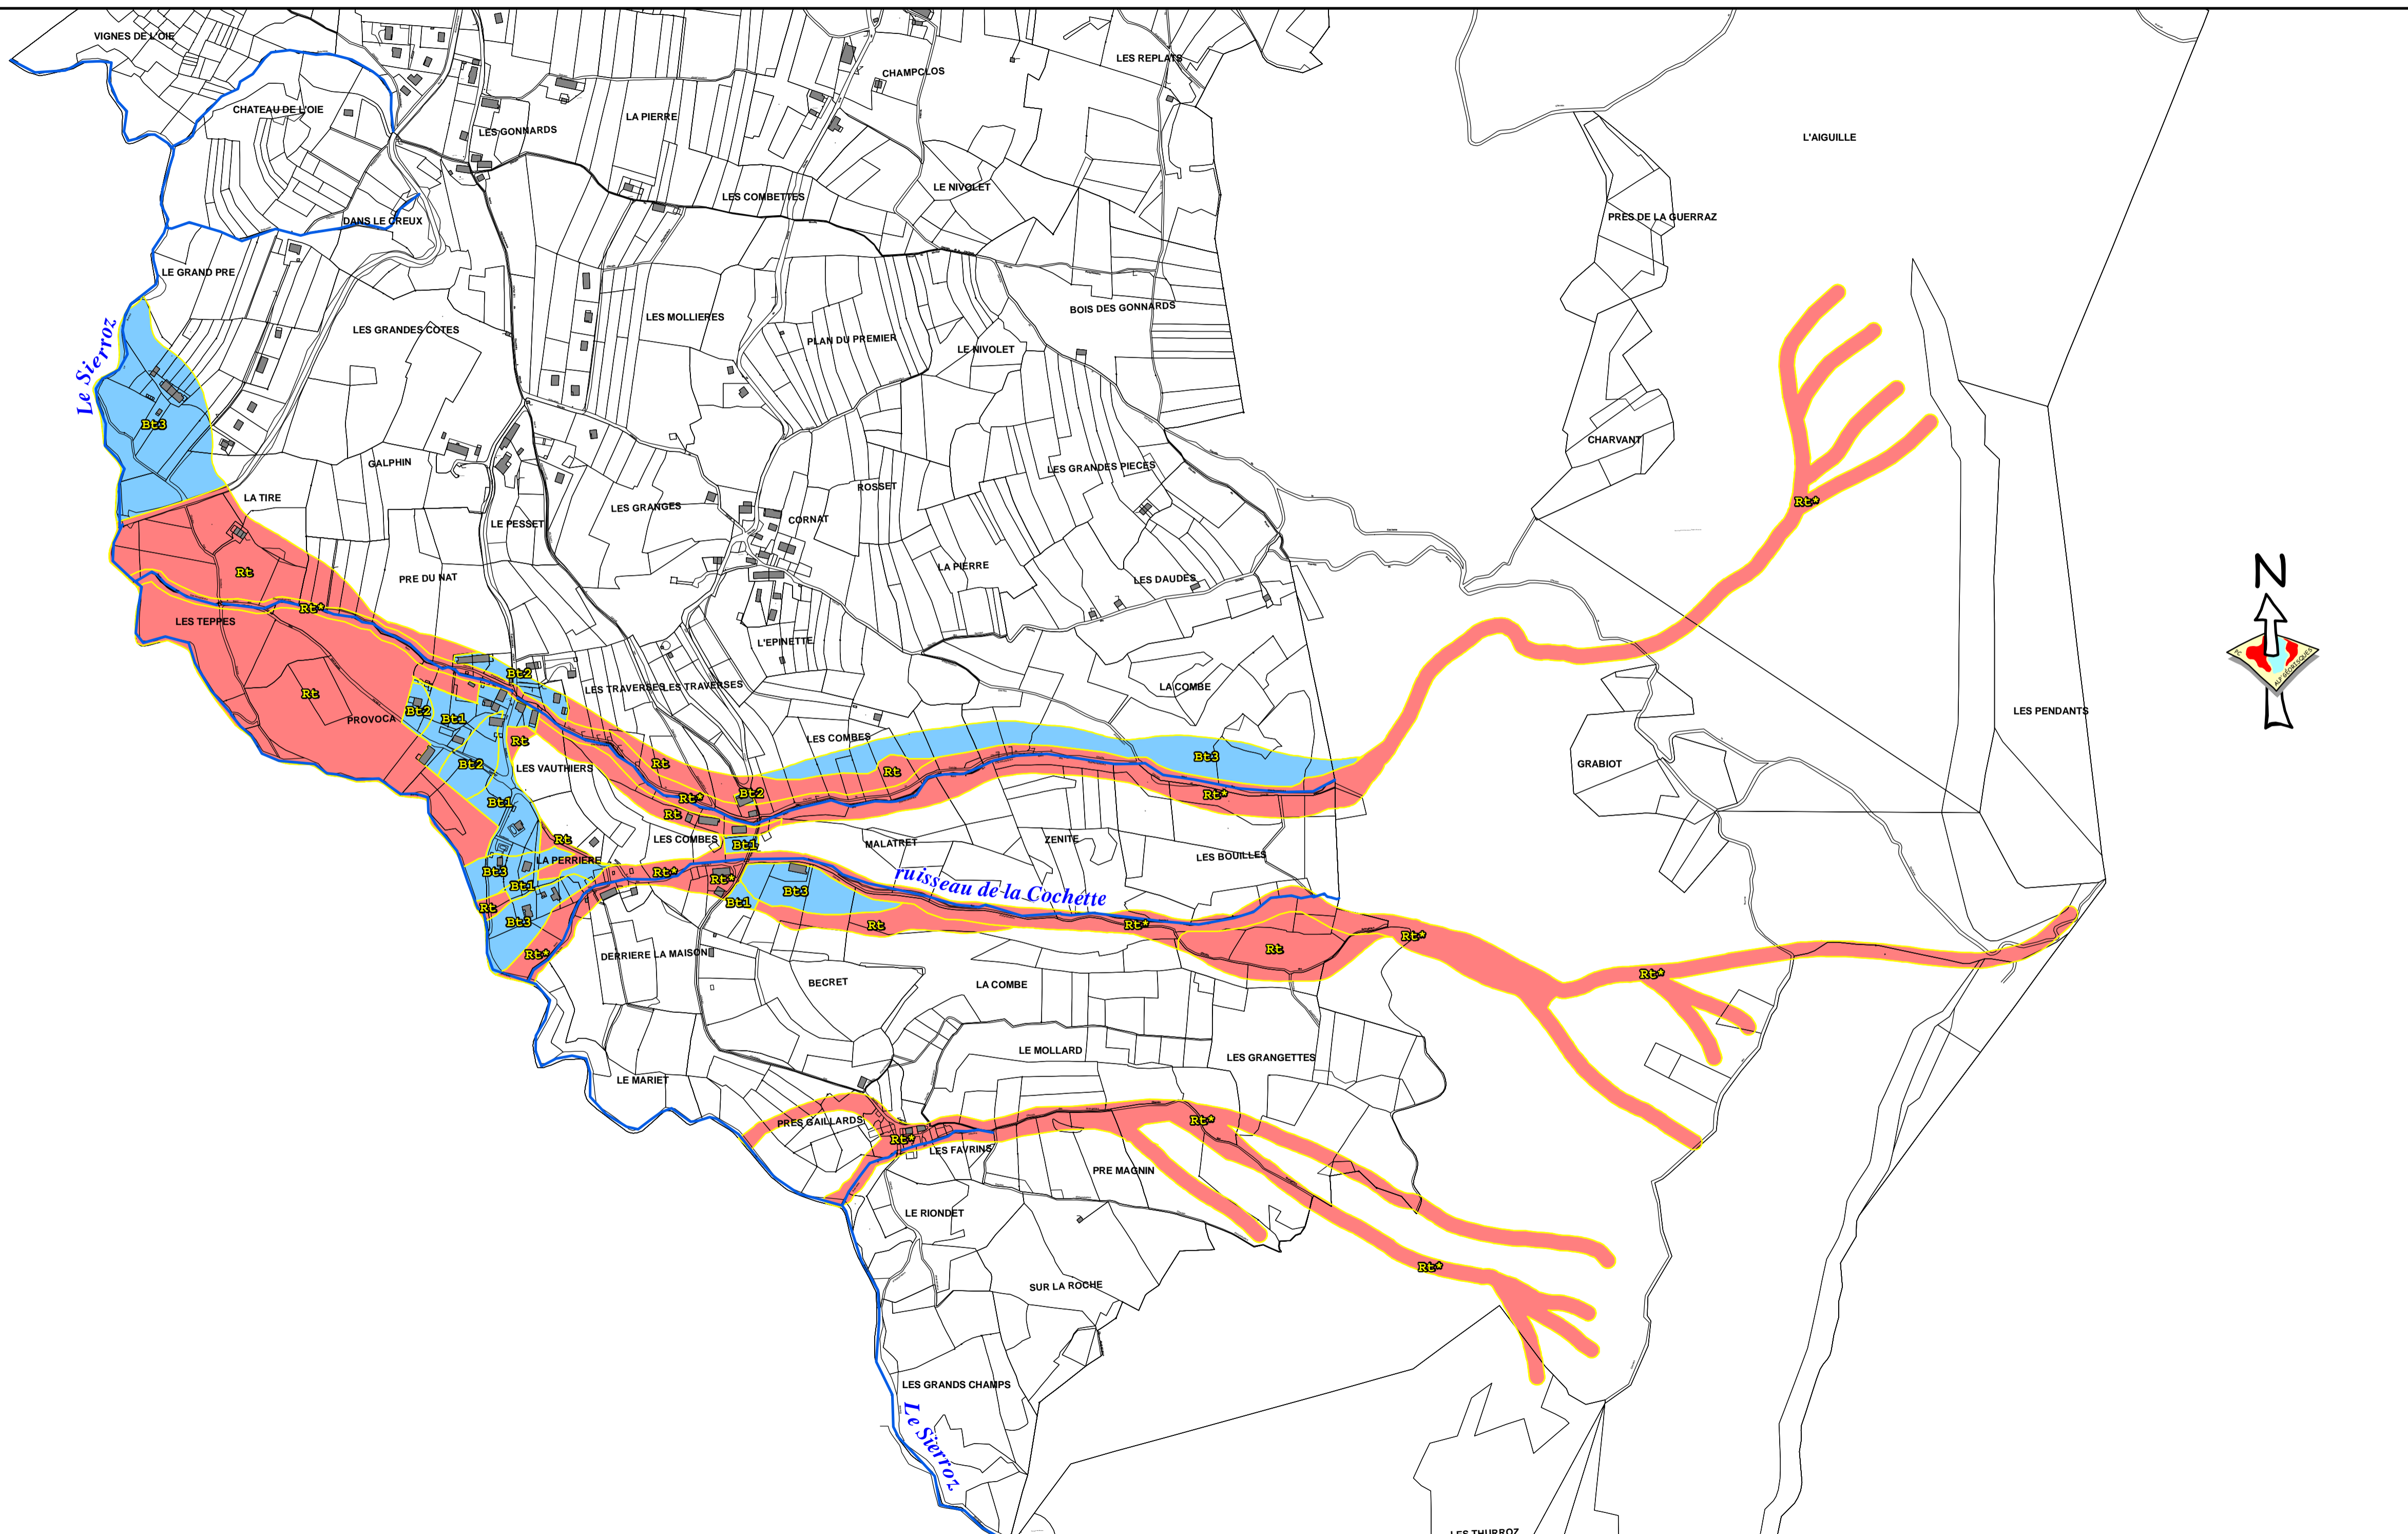 VIGNES DE L'OIE
LES REPLATS
CHAMPCLOS
CHATEAU DE L'OIE
LA PIERRE
LES GONNARDS
L'AIGUILLE
LE NIVOLET
LES COMBETTES
DANS LE CREUX
PRES DE LA GUERRAZ
LE GRAND PRE
BOIS DES GONNARDS
LES MOLLIERES
LES GRANDES COTES
PLAN DU PREMIER
LE NIVOLET
Le Sierroz
Bt3
CHARVANT
GALPHIN
LES GRANDES PIECES
ROSSET
LA TIRE
Rt*
LES GRANGES
CORNAT
LE PESSET
N
LA PIERRE
Rt
PRE DU NAT
LES DAUDES
Rt*
LES TEPPES
L'EPINETTE
ALP'GEORISQUES
Bt2
LES TRAVERSES
LES TRAVERSES
LA COMBE
Rt
Bt2
Bt1
PROVOCA
LES PENDANTS
Rt
LES COMBES
Bt3
Rt
Bt2
LES VAUTHIERS
Rt
GRABIOT
Bt1
Rt*
Bt2
Rt*
Rt
Rt
LES COMBES
Bt1
MALATRET
ZENITE
LES BOUILLES
LA PERRIERE
Bt3
Bt1
Rt*
Rt*
Bt3
ruisseau de la Cochette
Rt
Bt3
Bt1
Rt
Rt*
Rt*
Rt
Rt*
DERRIERE LA MAISON
Rt*
BECRET
LA COMBE
LE MOLLARD
LES GRANGETTES
LE MARIET
PRES GAILLARDS
Rt*
Rt*
LES FAVRINS
PRE MAGNIN
LE RIONDET
Rt*
SUR LA ROCHE
LES GRANDS CHAMPS
Le Sierroz
LES THURROZ